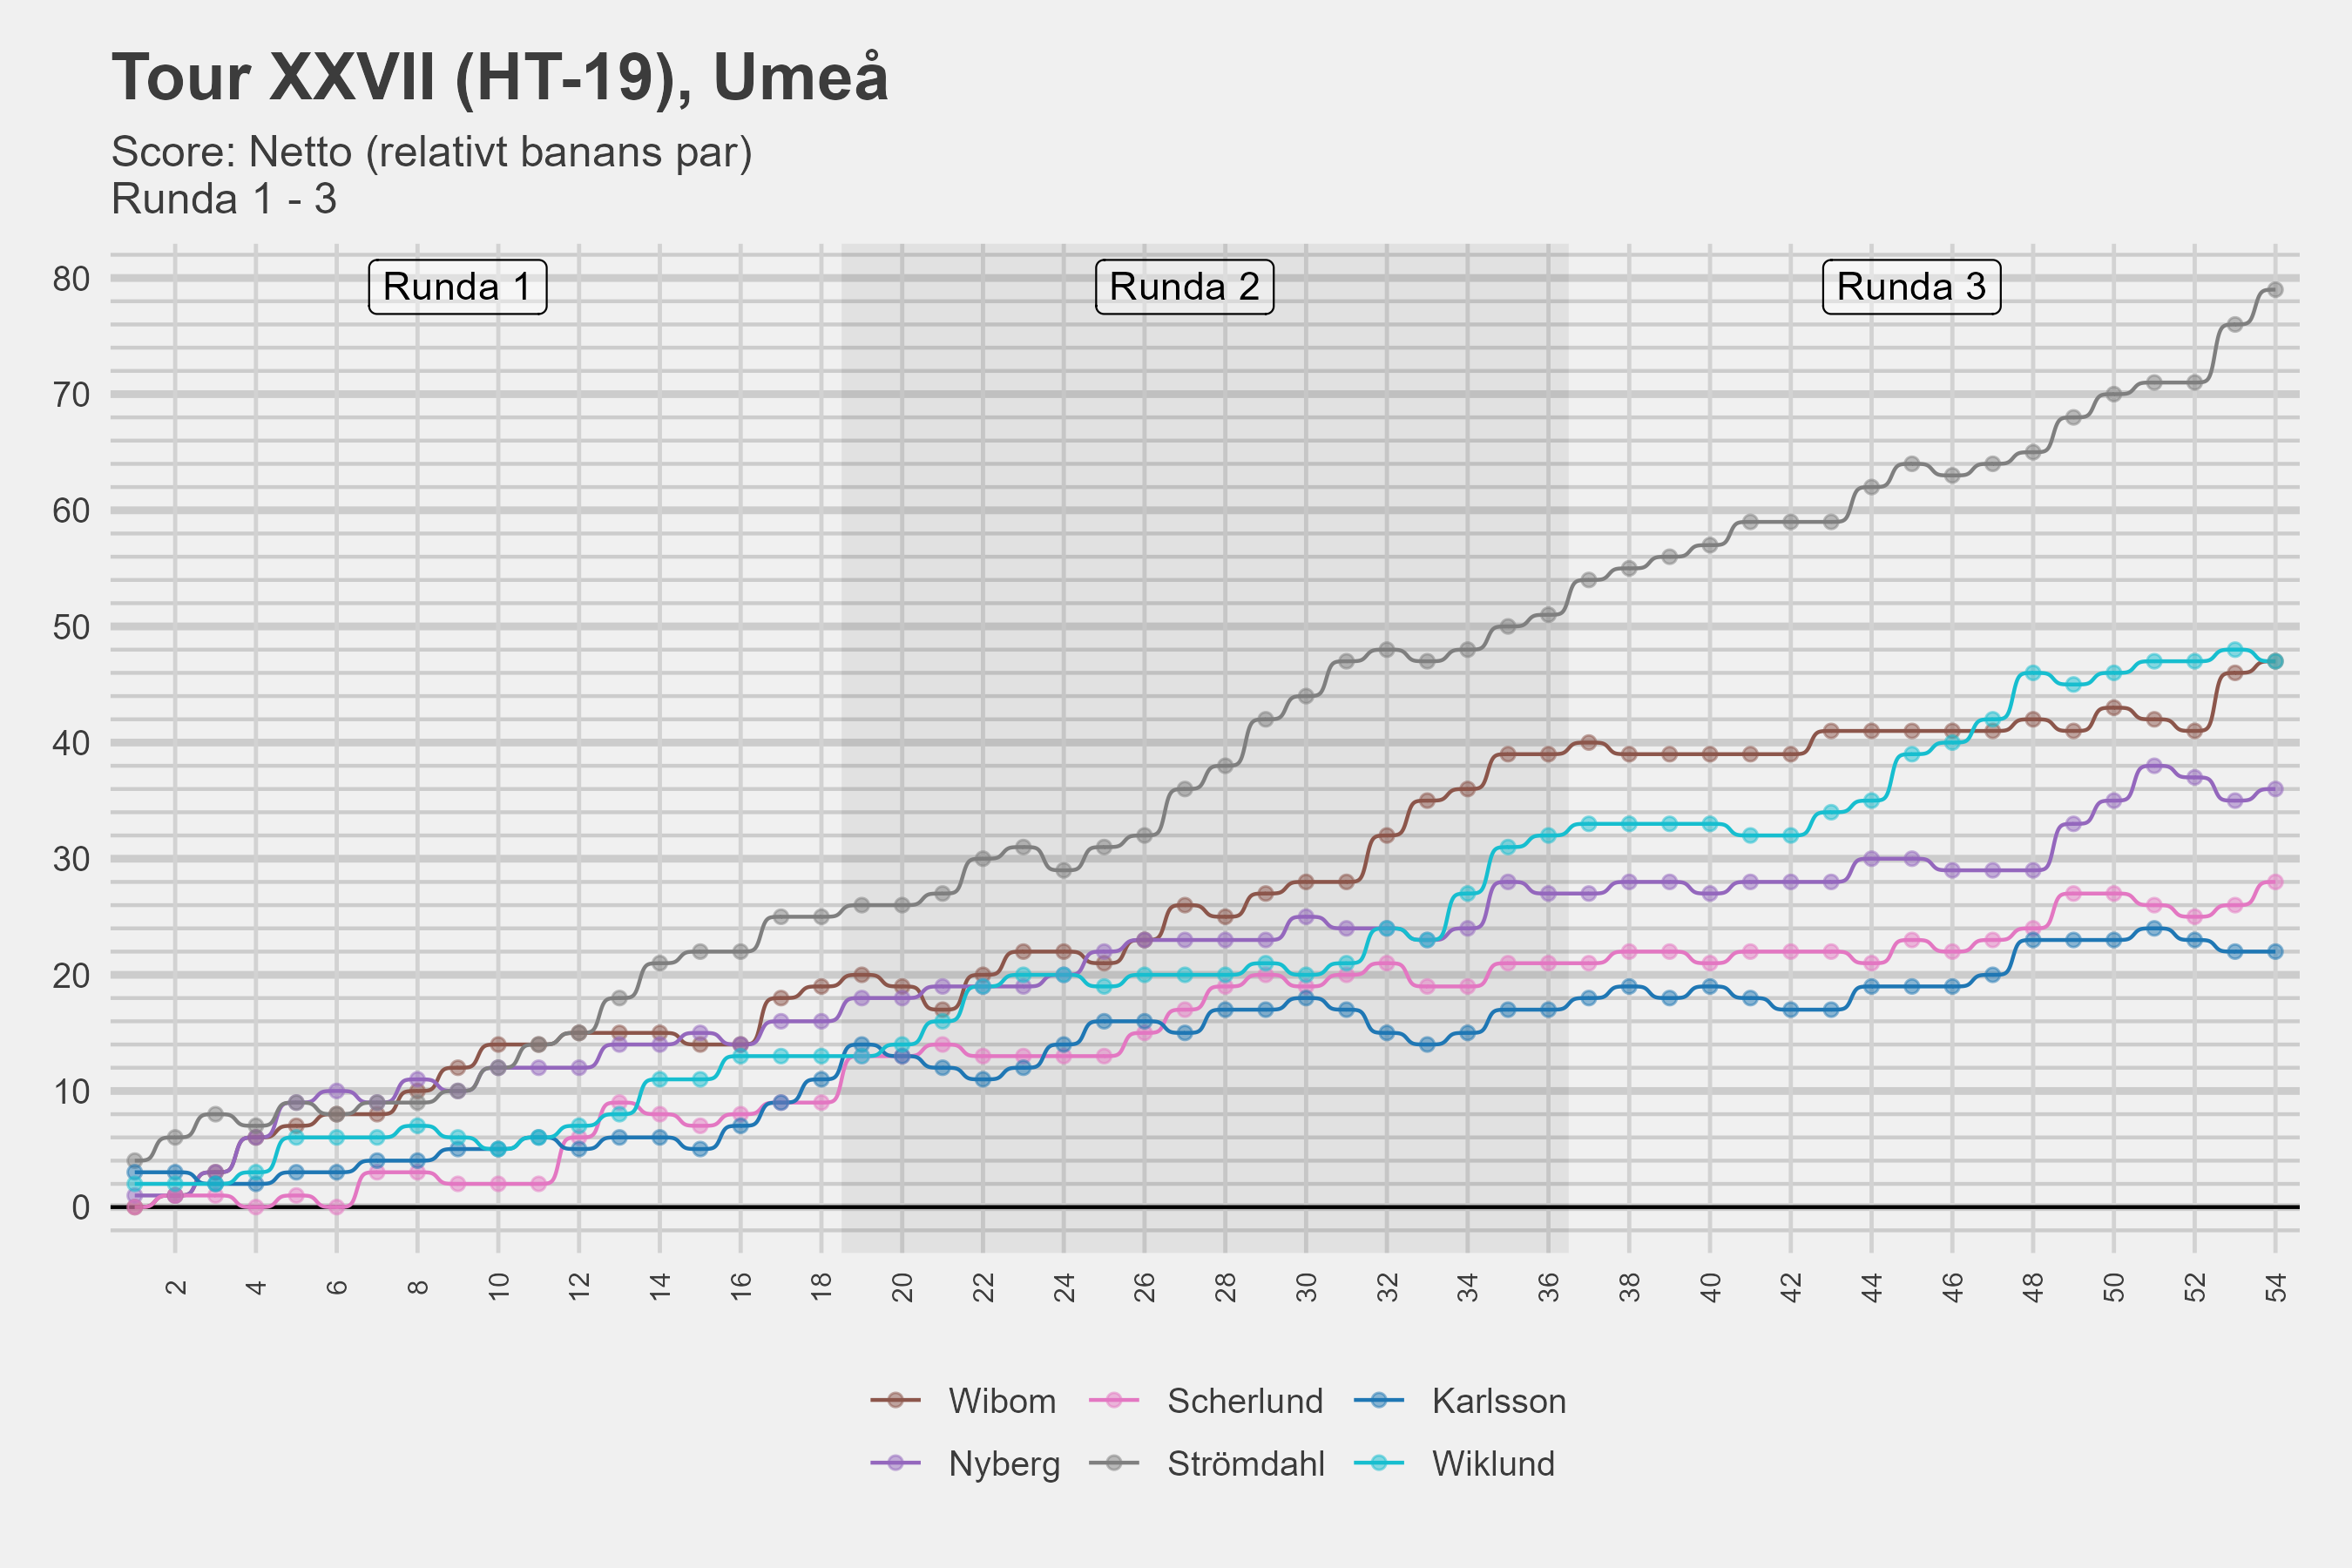 Tour XXVII (HT-19), Umeå
Score: Netto (relativt banans par)
Runda 1 - 3
Runda 1 Runda 2 Runda 3
80
70
60
50
40
30
20
10
0
2 4 6 8 10 12 14 16 18 20 22 24 26 28 30 32 34 36 38 40 42 44 46 48 50 52 54
Wibom Scherlund Karlsson
Nyberg Strömdahl Wiklund